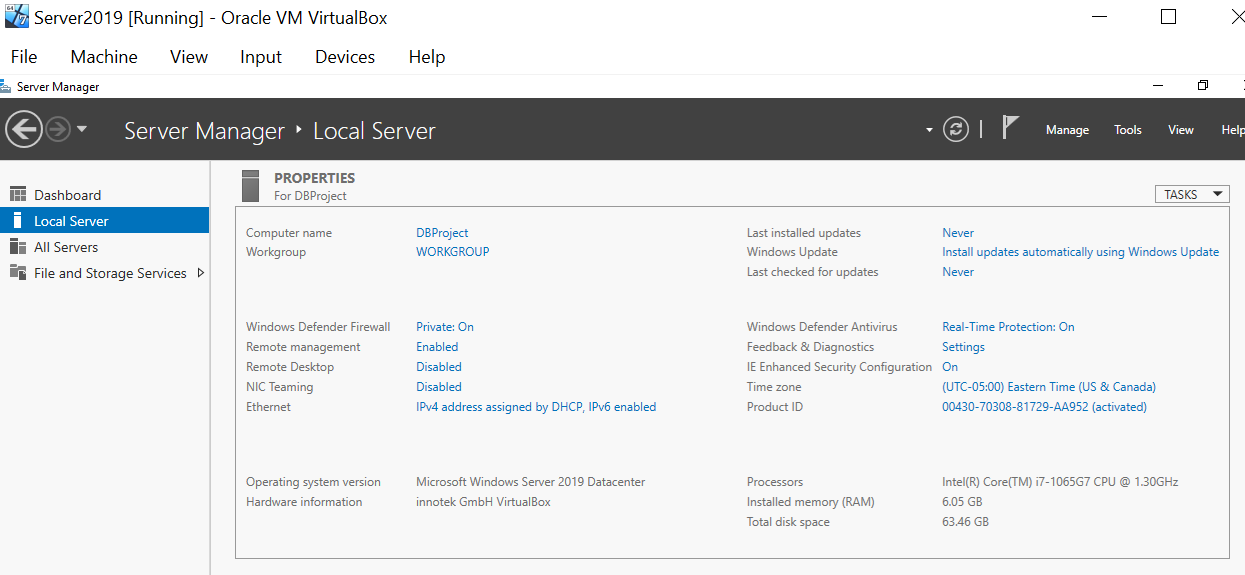 Server2019 [Running] - Oracle VM VirtualBox
File Machine View Input Devices Help
Server Manager
Server Manager Local Server
Manage Tools View Help
Dashboard
Local Server
All Servers
File and Storage Services
PROPERTIES
For DBProject
TASKS
Computer name DBProject
Workgroup WORKGROUP
Last installed updates Never
Windows Update Install updates automatically using Windows Update
Last checked for updates Never
Windows Defender Firewall Private: On
Remote management Enabled
Remote Desktop Disabled
NIC Teaming Disabled
Ethernet IPv4 address assigned by DHCP, IPv6 enabled
Windows Defender Antivirus Real-Time Protection: On
Feedback & Diagnostics Settings
IE Enhanced Security Configuration On
Time zone (UTC-05:00) Eastern Time (US & Canada)
Product ID 00430-70308-81729-AA952 (activated)
Operating system version Microsoft Windows Server 2019 Datacenter
Hardware information innotek GmbH VirtualBox
Processors Intel(R) Core(TM) i7-1065G7 CPU @ 1.30GHz
Installed memory (RAM) 6.05 GB
Total disk space 63.46 GB